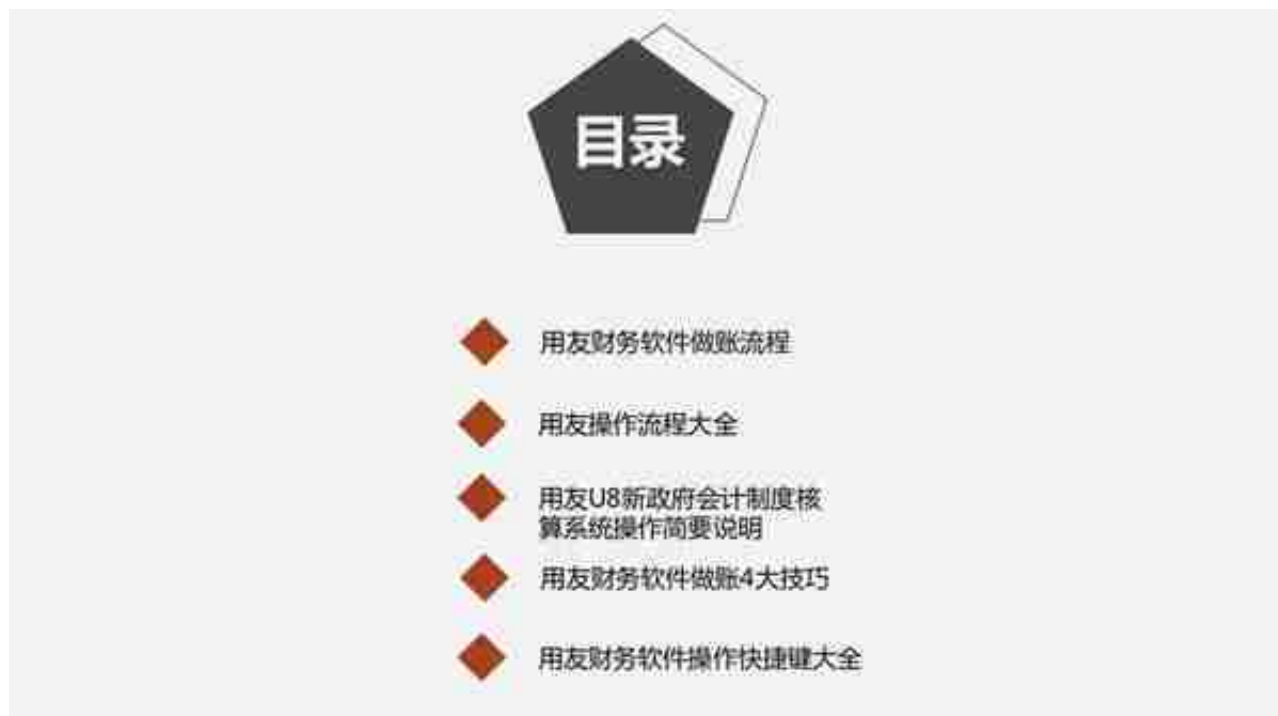 目录
用友财务软件做账流程
用友操作流程大全
用友U8新政府会计制度核
算系统操作简要说明
用友财务软件做账4大技巧
用友财务软件操作快捷键大全